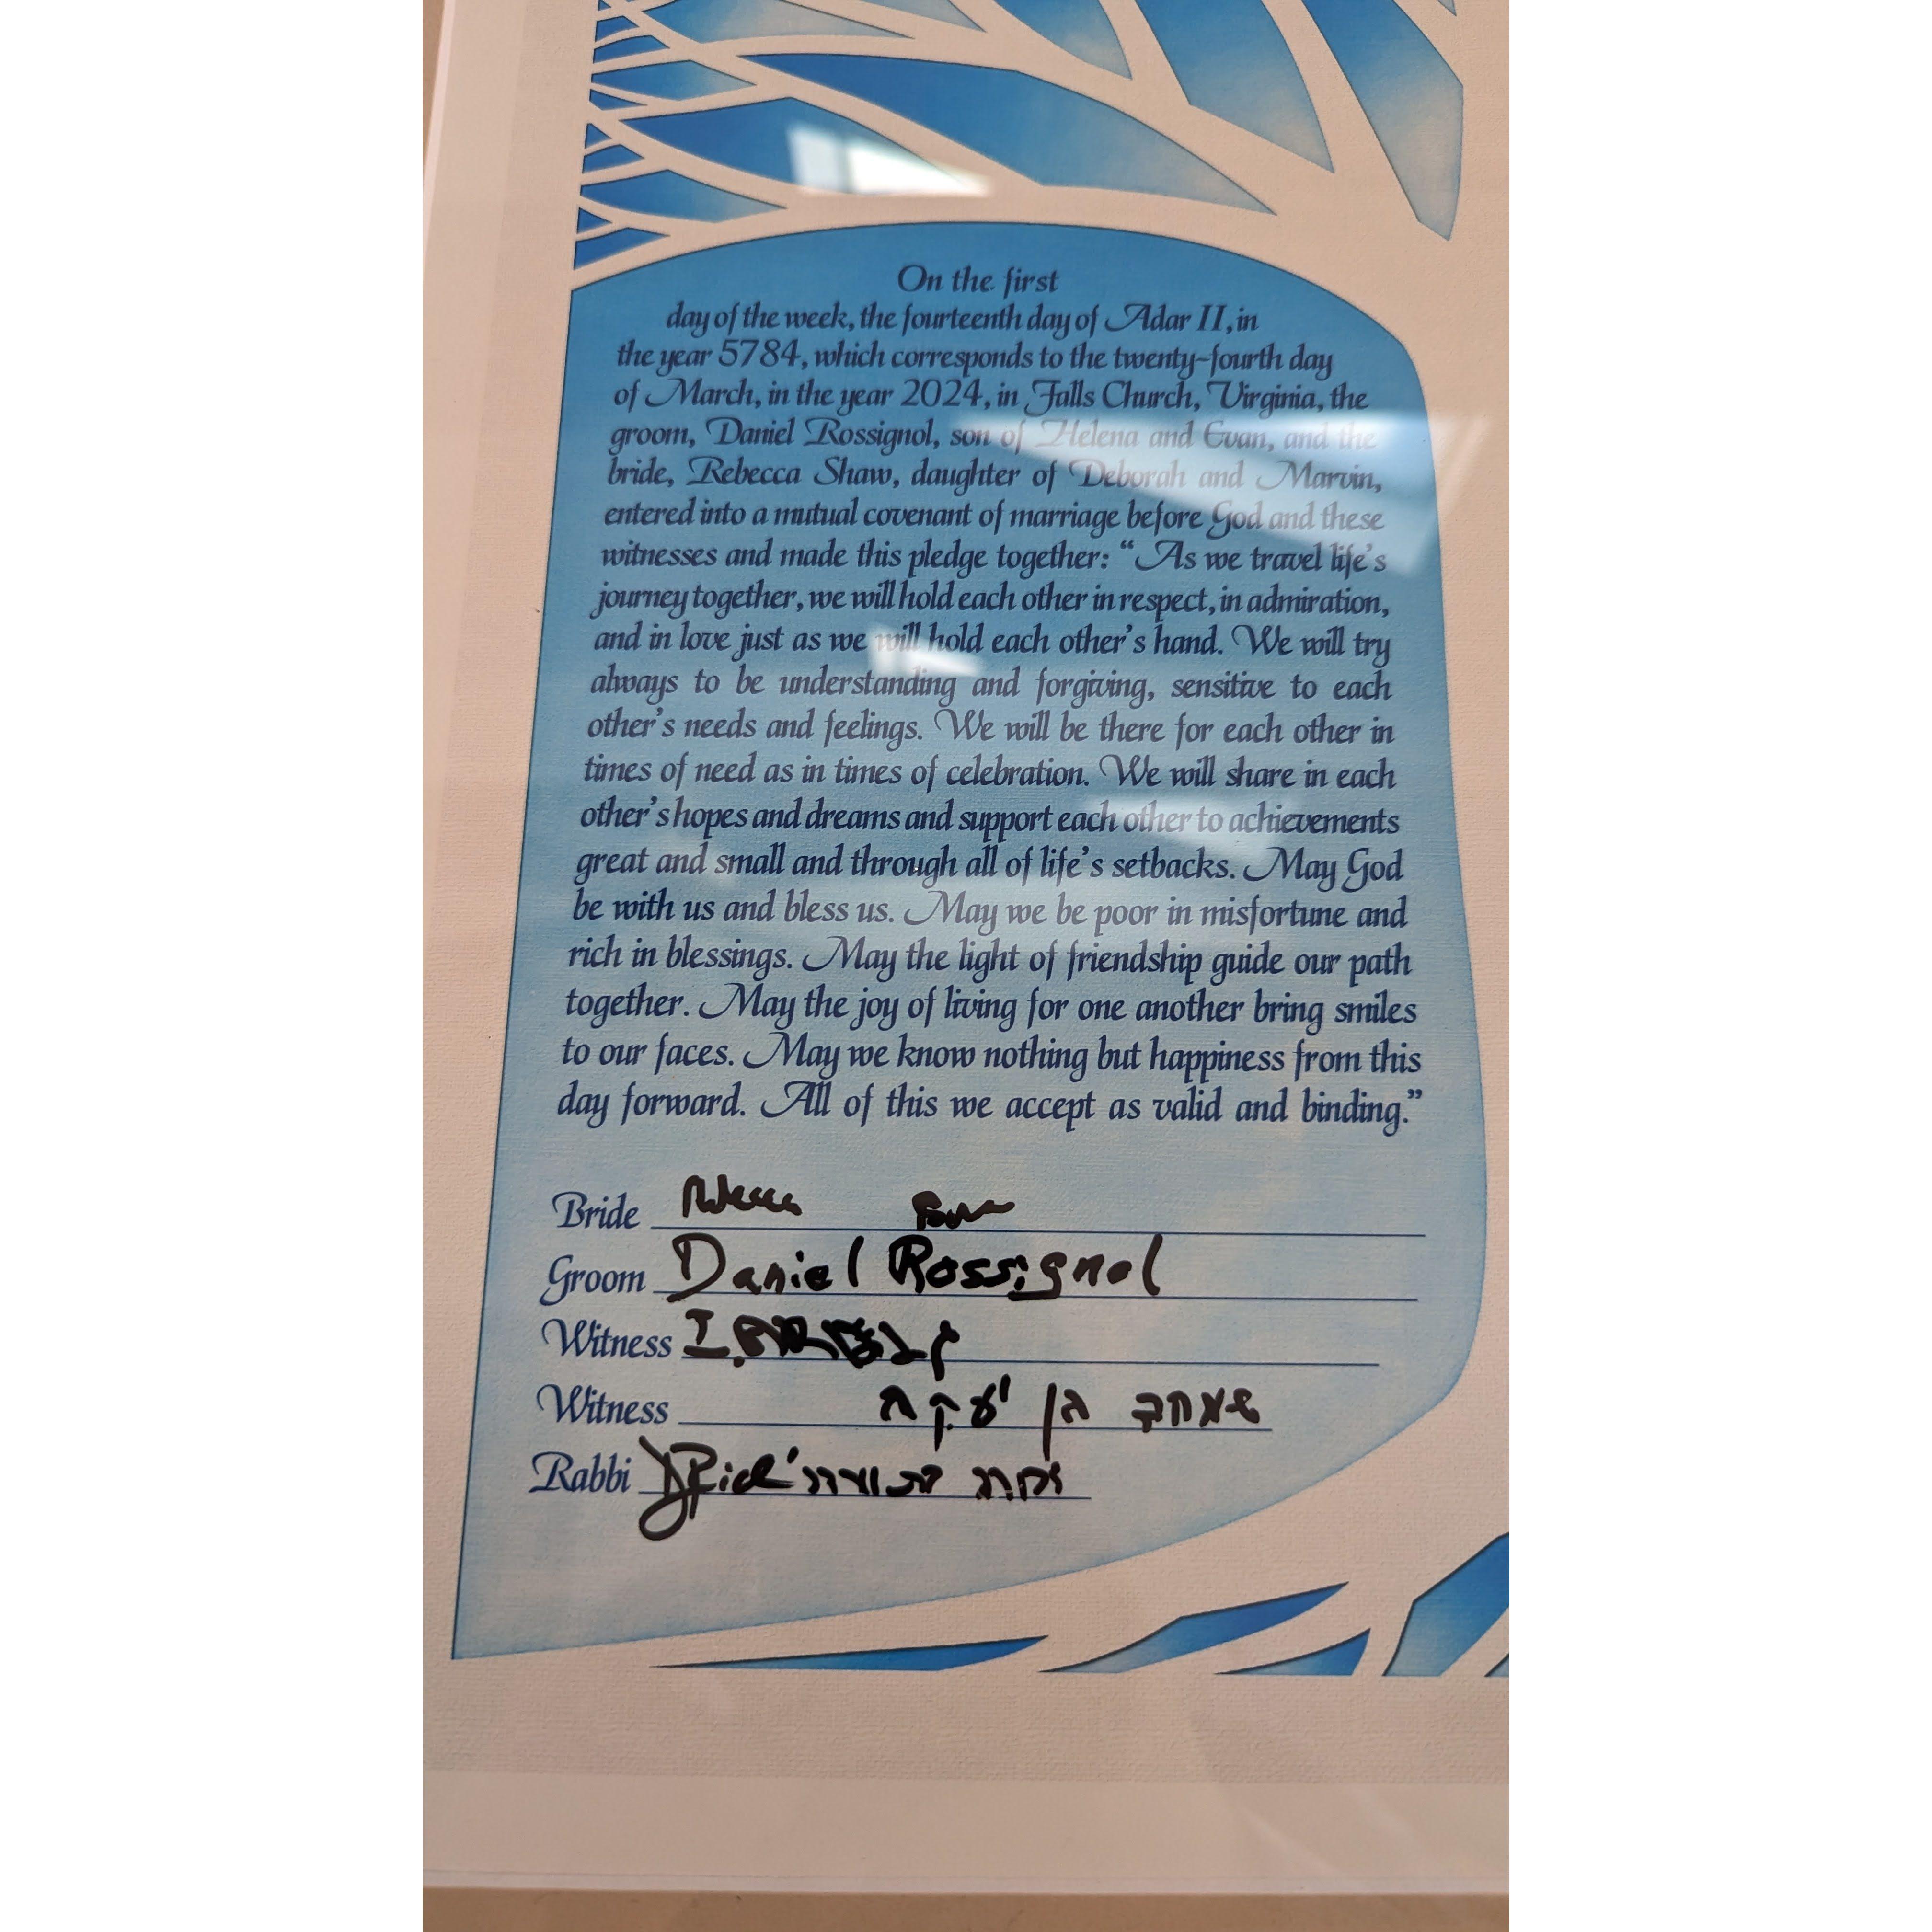 On the first
day of the week, the fourteenth day of Adar II, in
the year 5784, which corresponds to the twenty-fourth day
of March, in the year 2024, in Falls Church, Virginia, the
groom, Daniel Rossignol, son of Helena and Evan, and the
bride, Rebecca Shaw, daughter of Deborah and Marvin,
entered into a mutual covenant of marriage before God and these
witnesses and made this pledge together: “As we travel life’s
journey together, we will hold each other in respect, in admiration,
and in love just as we will hold each other’s hand. We will try
always to be understanding and forgiving, sensitive to each
other’s needs and feelings. We will be there for each other in
times of need as in times of celebration. We will share in each
other’s hopes and dreams and support each other to achievements
great and small and through all of life’s setbacks. May God
be with us and bless us. May we be poor in misfortune and
rich in blessings. May the light of friendship guide our path
together. May the joy of living for one another bring smiles
to our faces. May we know nothing but happiness from this
day forward. All of this we accept as valid and binding.”
Bride Rebecca
Groom Daniel Rossignol
Witness
Witness בן יעקב
Rabbi